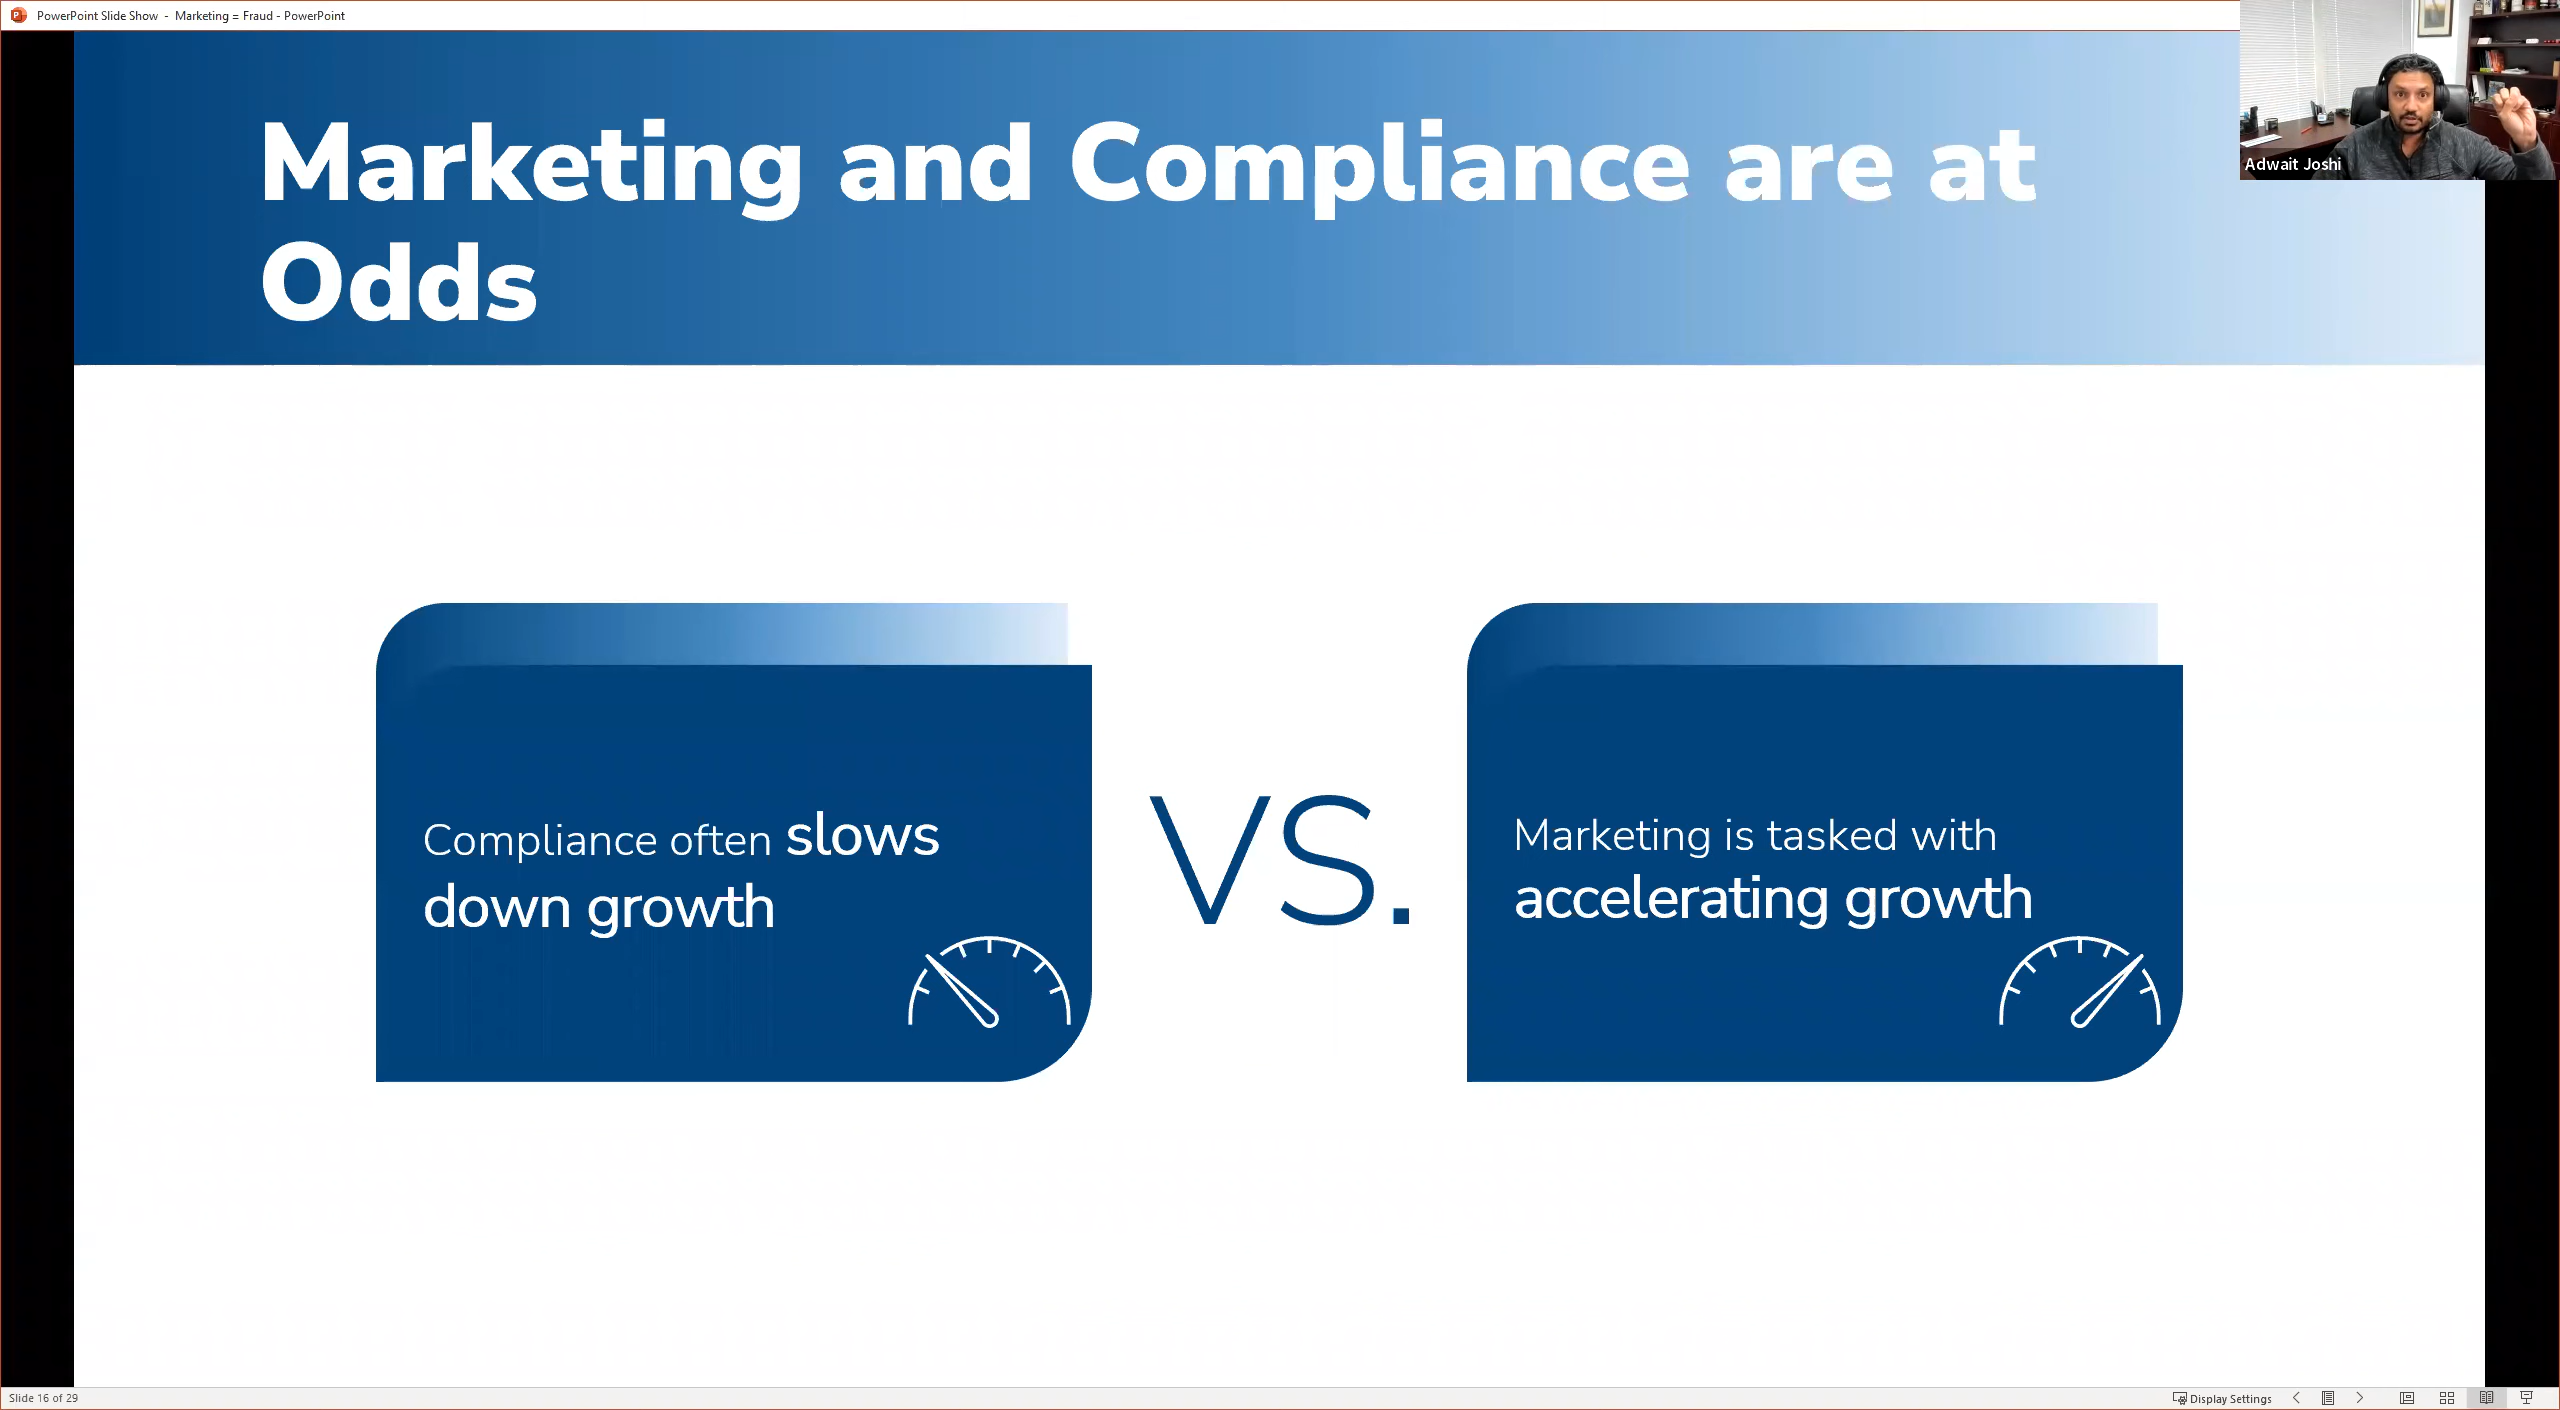 PowerPoint Slide Show - Marketing = Fraud - PowerPoint
Adwait Joshi
Marketing and Compliance are at
Odds
Compliance often slows
down growth
VS.
Marketing is tasked with
accelerating growth
Slide 16 of 29
Display Settings